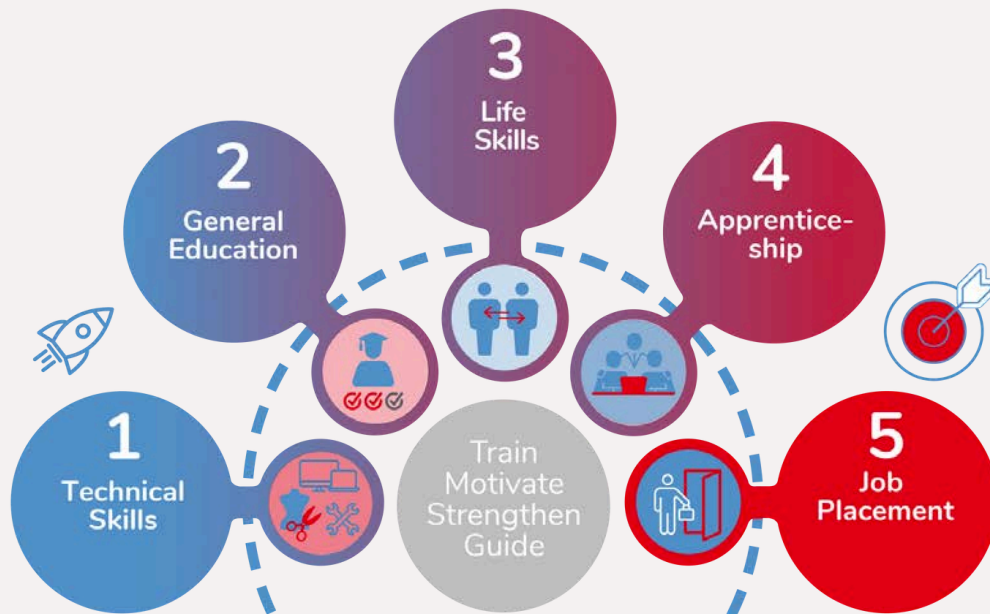 1
Technical
Skills
2
General
Education
3
Life
Skills
4
Apprentice-
ship
5
Job
Placement
Train
Motivate
Strengthen
Guide